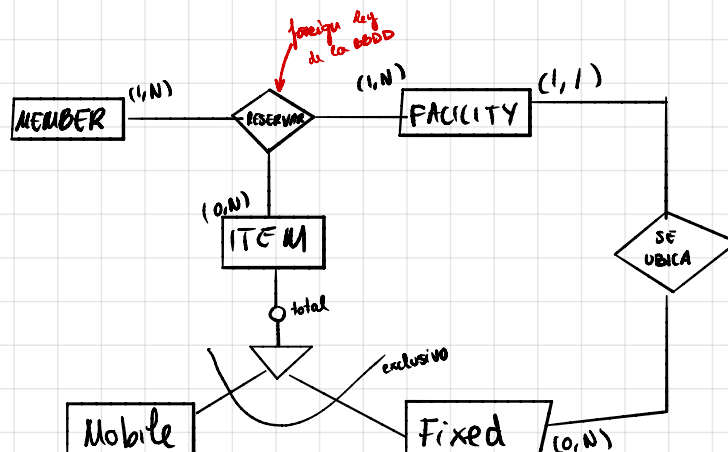 foreign key
de la BBDD
MEMBER
(1,N)
RESERVAR
(1,N)
FACILITY
(1,1)
(0,N)
ITEM
SE
UBICA
total
exclusivo
Mobile
Fixed
(0,N)